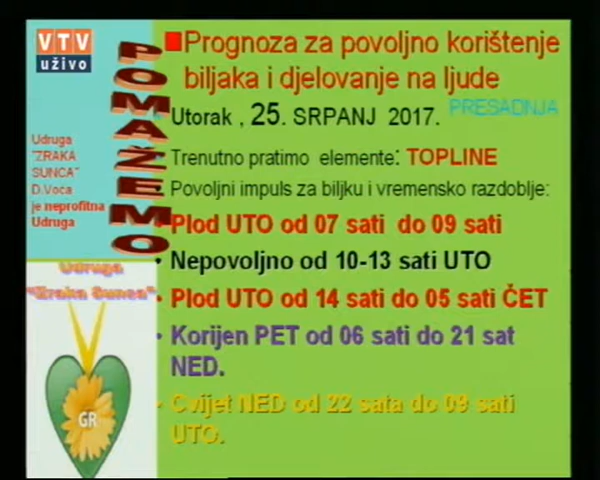 VTV
uživo
POMAŽEMO
Udruga
"ZRAKA
SUNCA"
D.Voca
je neprofitna
Udruga
Udruga
"Zraka Sunca"
GR
Prognoza za povoljno korištenje
biljaka i djelovanje na ljude
Utorak , 25. SRPANJ 2017. PRESADNJA
Trenutno pratimo elemente: TOPLINE
Povoljni impuls za biljku i vremensko razdoblje:
Plod UTO od 07 sati do 09 sati
• Nepovoljno od 10-13 sati UTO
• Plod UTO od 14 sati do 05 sati ČET
• Korijen PET od 06 sati do 21 sat
NED.
• Cvijet NED od 22 sata do 09 sati
UTO.